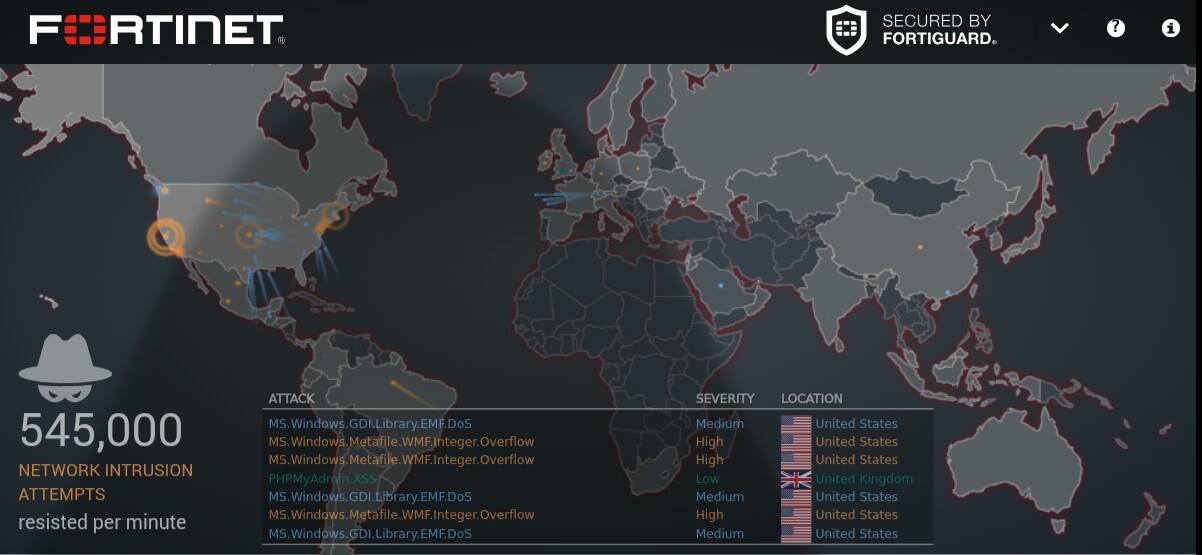 FORTINET®
SECURED BY
FORTIGUARD®
545,000
NETWORK INTRUSION
ATTEMPTS
resisted per minute
ATTACK SEVERITY LOCATION
MS.Windows.GDI.Library.EMF.DoS Medium United States
MS.Windows.Metafile.WMF.Integer.Overflow High United States
MS.Windows.Metafile.WMF.Integer.Overflow High United States
PHPMyAdmin.XSS Low United Kingdom
MS.Windows.GDI.Library.EMF.DoS Medium United States
MS.Windows.Metafile.WMF.Integer.Overflow High United States
MS.Windows.GDI.Library.EMF.DoS Medium United States